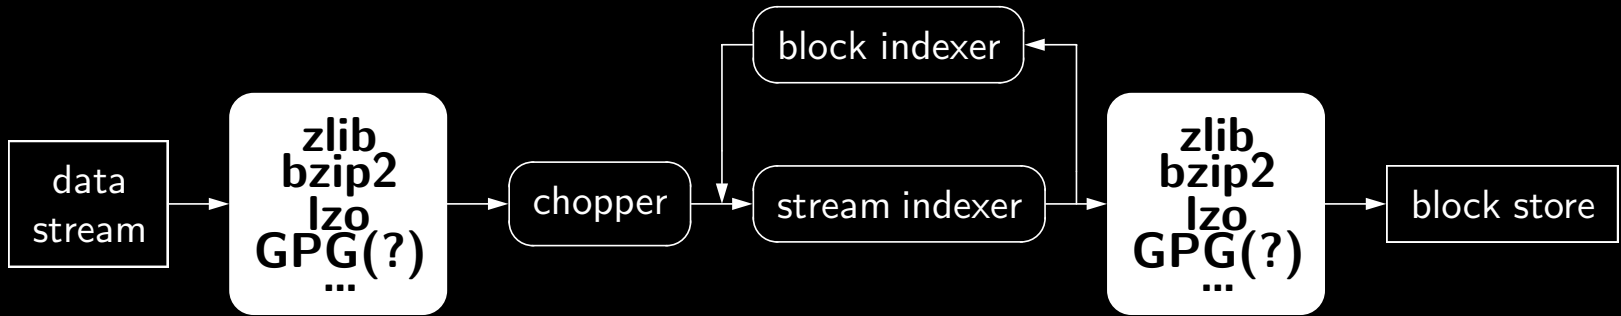 block indexer
data
stream
zlib
bzip2
lzo
GPG(?)
...
chopper
stream indexer
zlib
bzip2
lzo
GPG(?)
...
block store